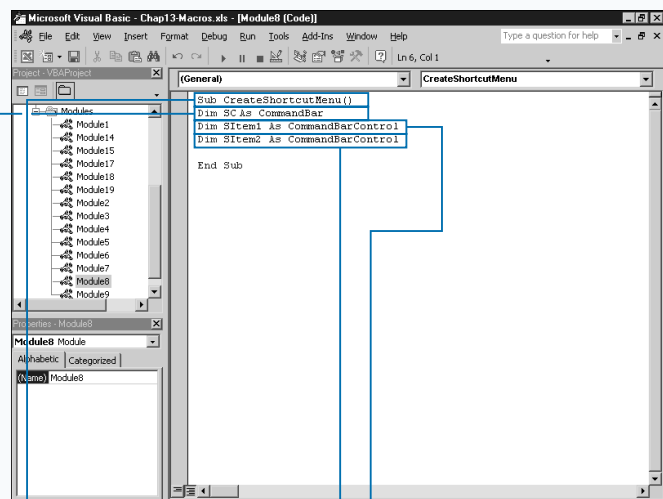 Microsoft Visual Basic - Chap13-Macros.xls - [Module8 (Code)]
File Edit View Insert Format Debug Run Tools Add-Ins Window Help Type a question for help
Ln 6, Col 1
Project - VBAProject
(General) CreateShortcutMenu
Modules
Module1
Module14
Module15
Module17
Module18
Module19
Module2
Module3
Module4
Module5
Module6
Module7
Module8
Module9
Sub CreateShortcutMenu()
Dim SC As CommandBar
Dim SItem1 As CommandBarControl
Dim SItem2 As CommandBarControl
End Sub
Properties - Module8
Module8 Module
Alphabetic Categorized
(Name) Module8